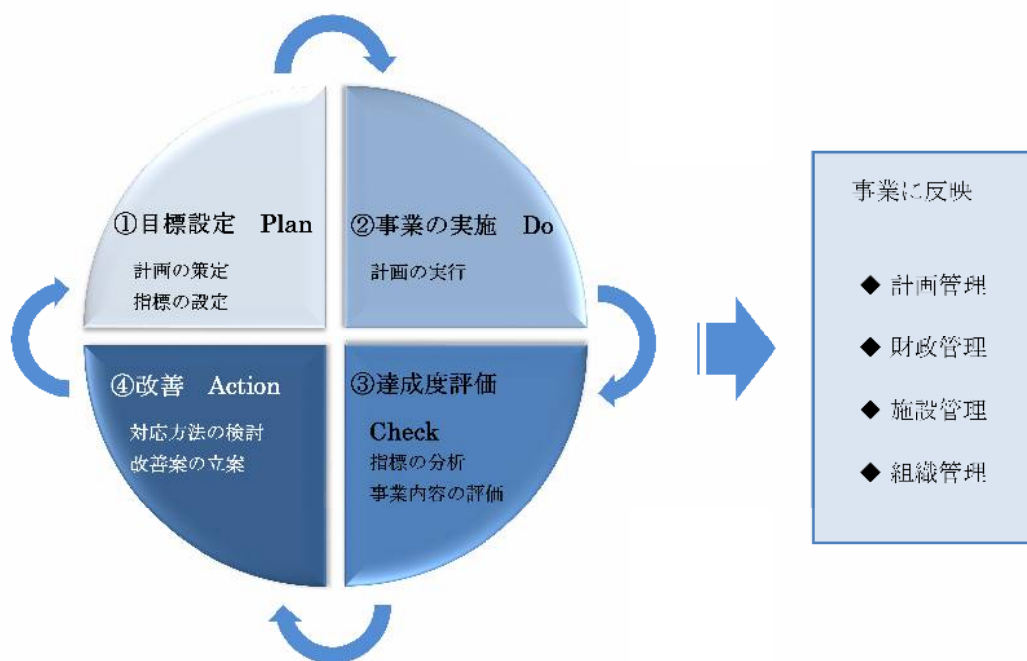 ①目標設定　Plan
計画の策定
指標の設定
②事業の実施　Do
計画の実行
③達成度評価
Check
指標の分析
事業内容の評価
④改善　Action
対応方法の検討
改善案の立案
事業に反映
◆ 計画管理
◆ 財政管理
◆ 施設管理
◆ 組織管理